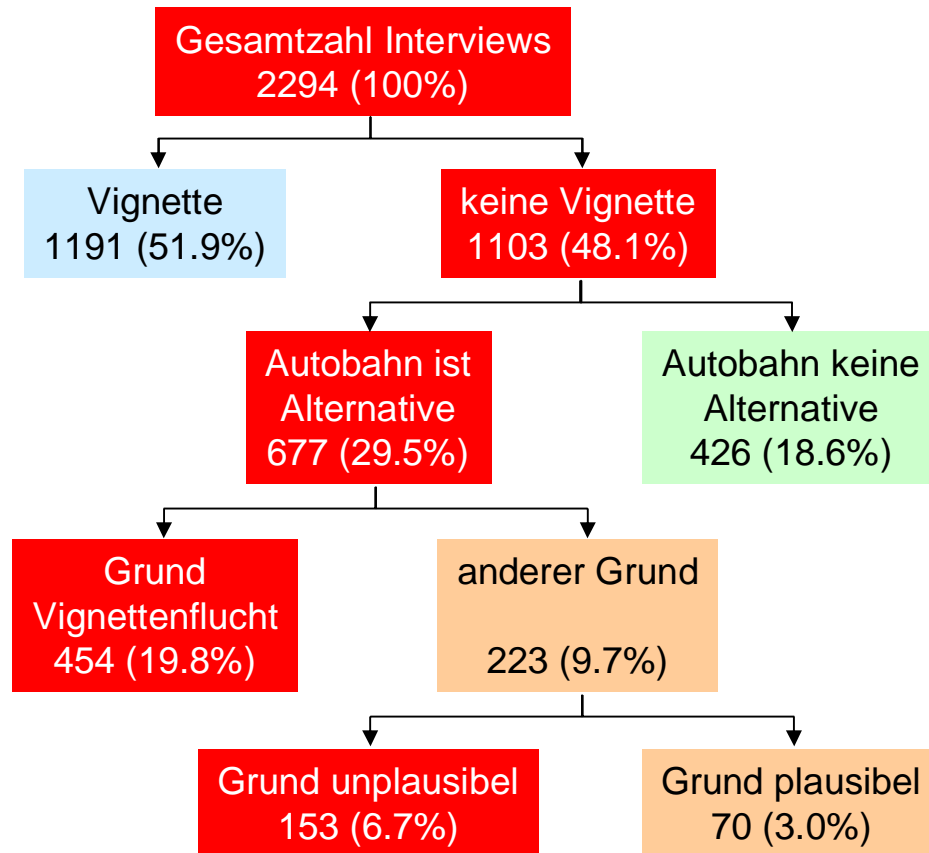 Gesamtzahl Interviews
2294 (100%)
Vignette
1191 (51.9%)
keine Vignette
1103 (48.1%)
Autobahn ist
Alternative
677 (29.5%)
Autobahn keine
Alternative
426 (18.6%)
Grund
Vignettenflucht
454 (19.8%)
anderer Grund
223 (9.7%)
Grund unplausibel
153 (6.7%)
Grund plausibel
70 (3.0%)